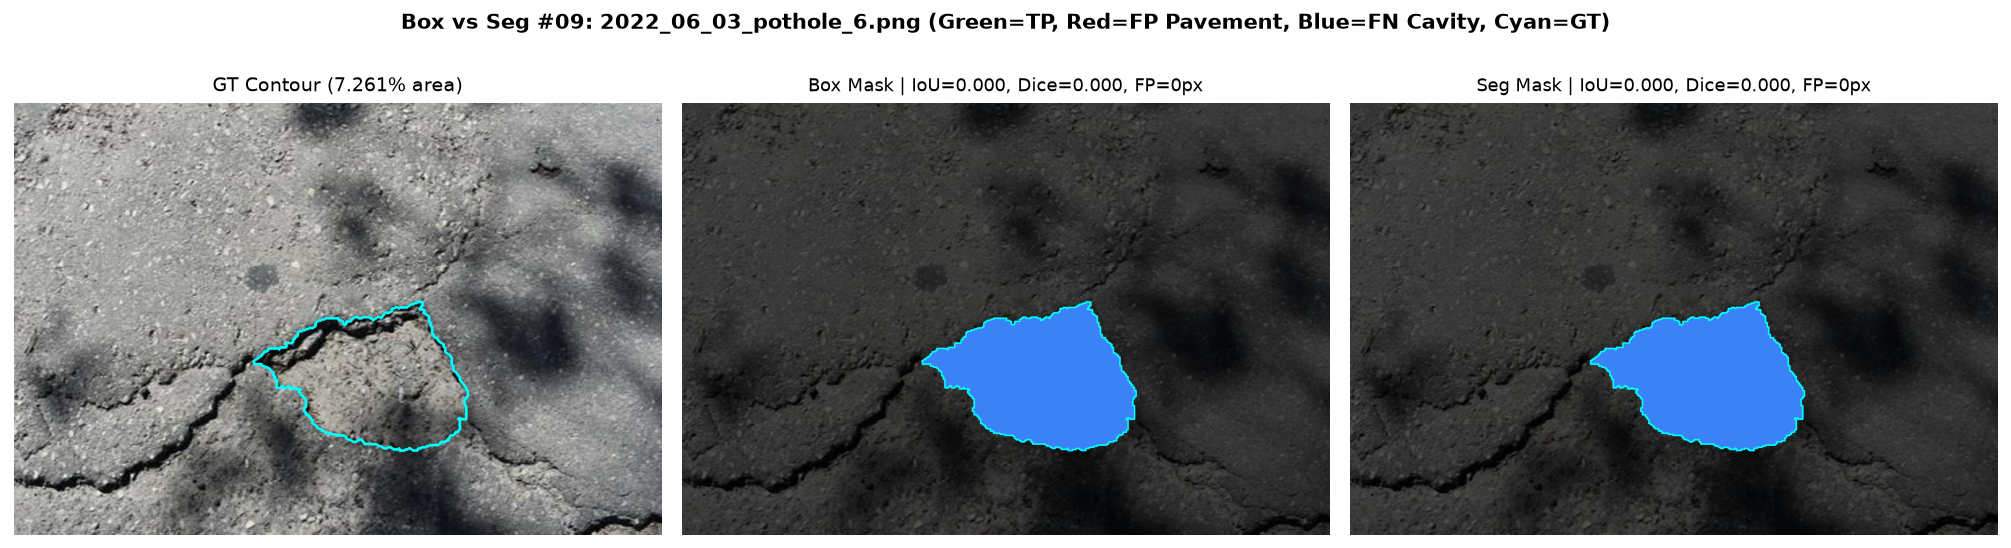 Box vs Seg #09: 2022_06_03_pothole_6.png (Green=TP, Red=FP Pavement, Blue=FN Cavity, Cyan=GT)
GT Contour (7.261% area)
Box Mask | IoU=0.000, Dice=0.000, FP=0px
Seg Mask | IoU=0.000, Dice=0.000, FP=0px